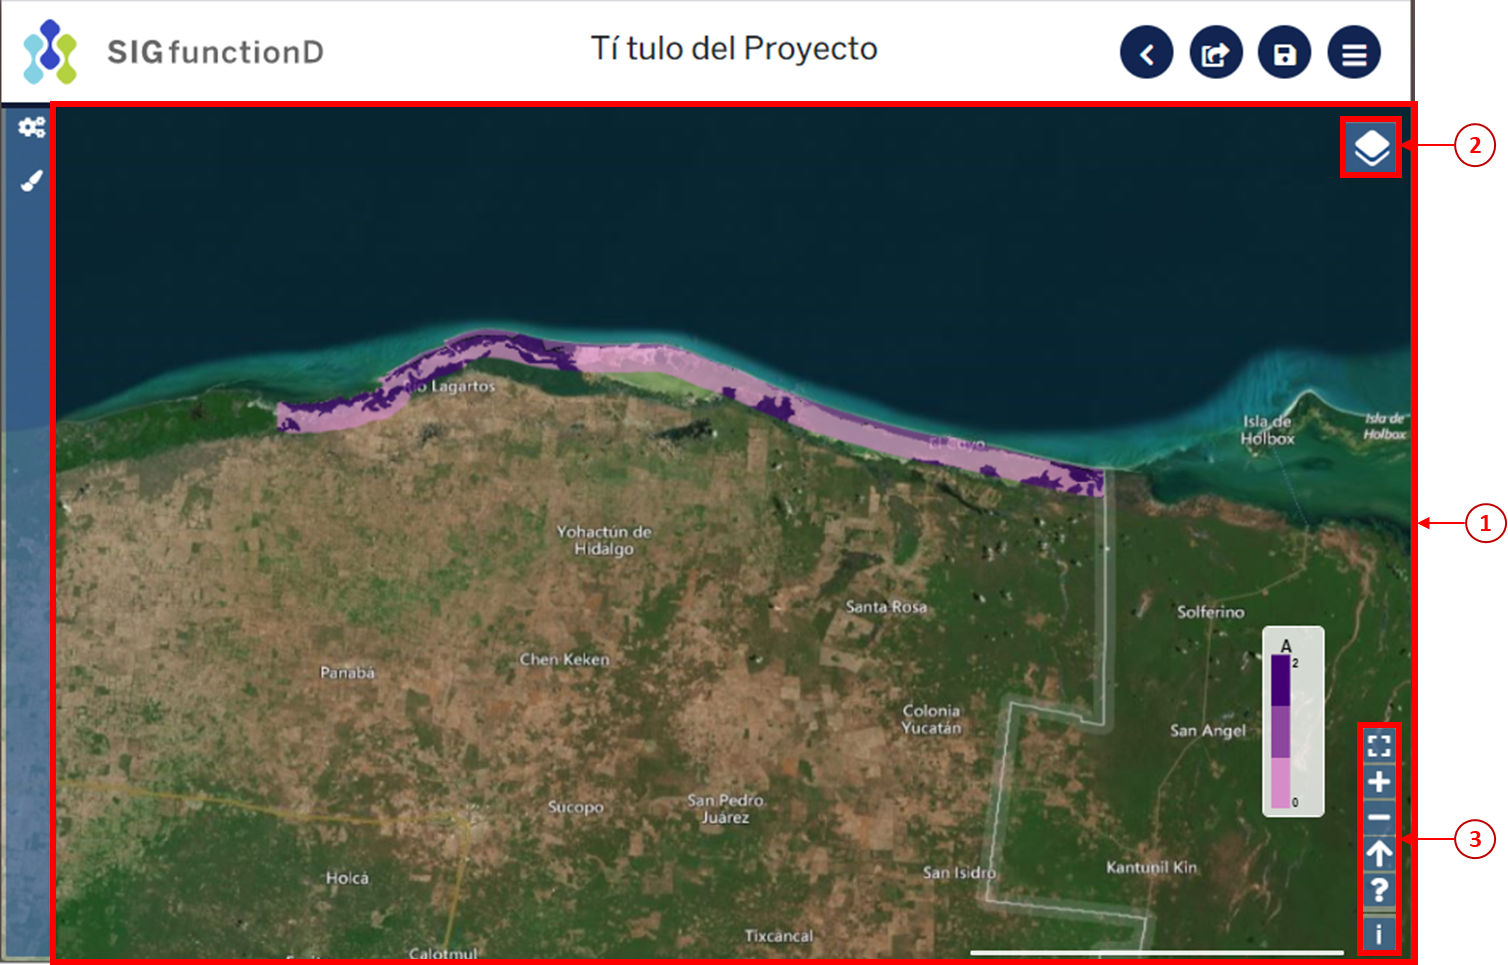 SIGfunctionD
Tí tulo del Proyecto
2
io Lagartos
El Cuyo
Isla de
Holbox
Isla de
Holbox
1
Yohactún de
Hidalgo
Santa Rosa
Solferino
Chen Keken
Panabá
A
2
0
Colonia
Yucatán
San Angel
Sucopo
San Pedro
Juárez
3
San Isidro
Kantunil Kin
Holcá
?
i
Tixcancal
Calotmul